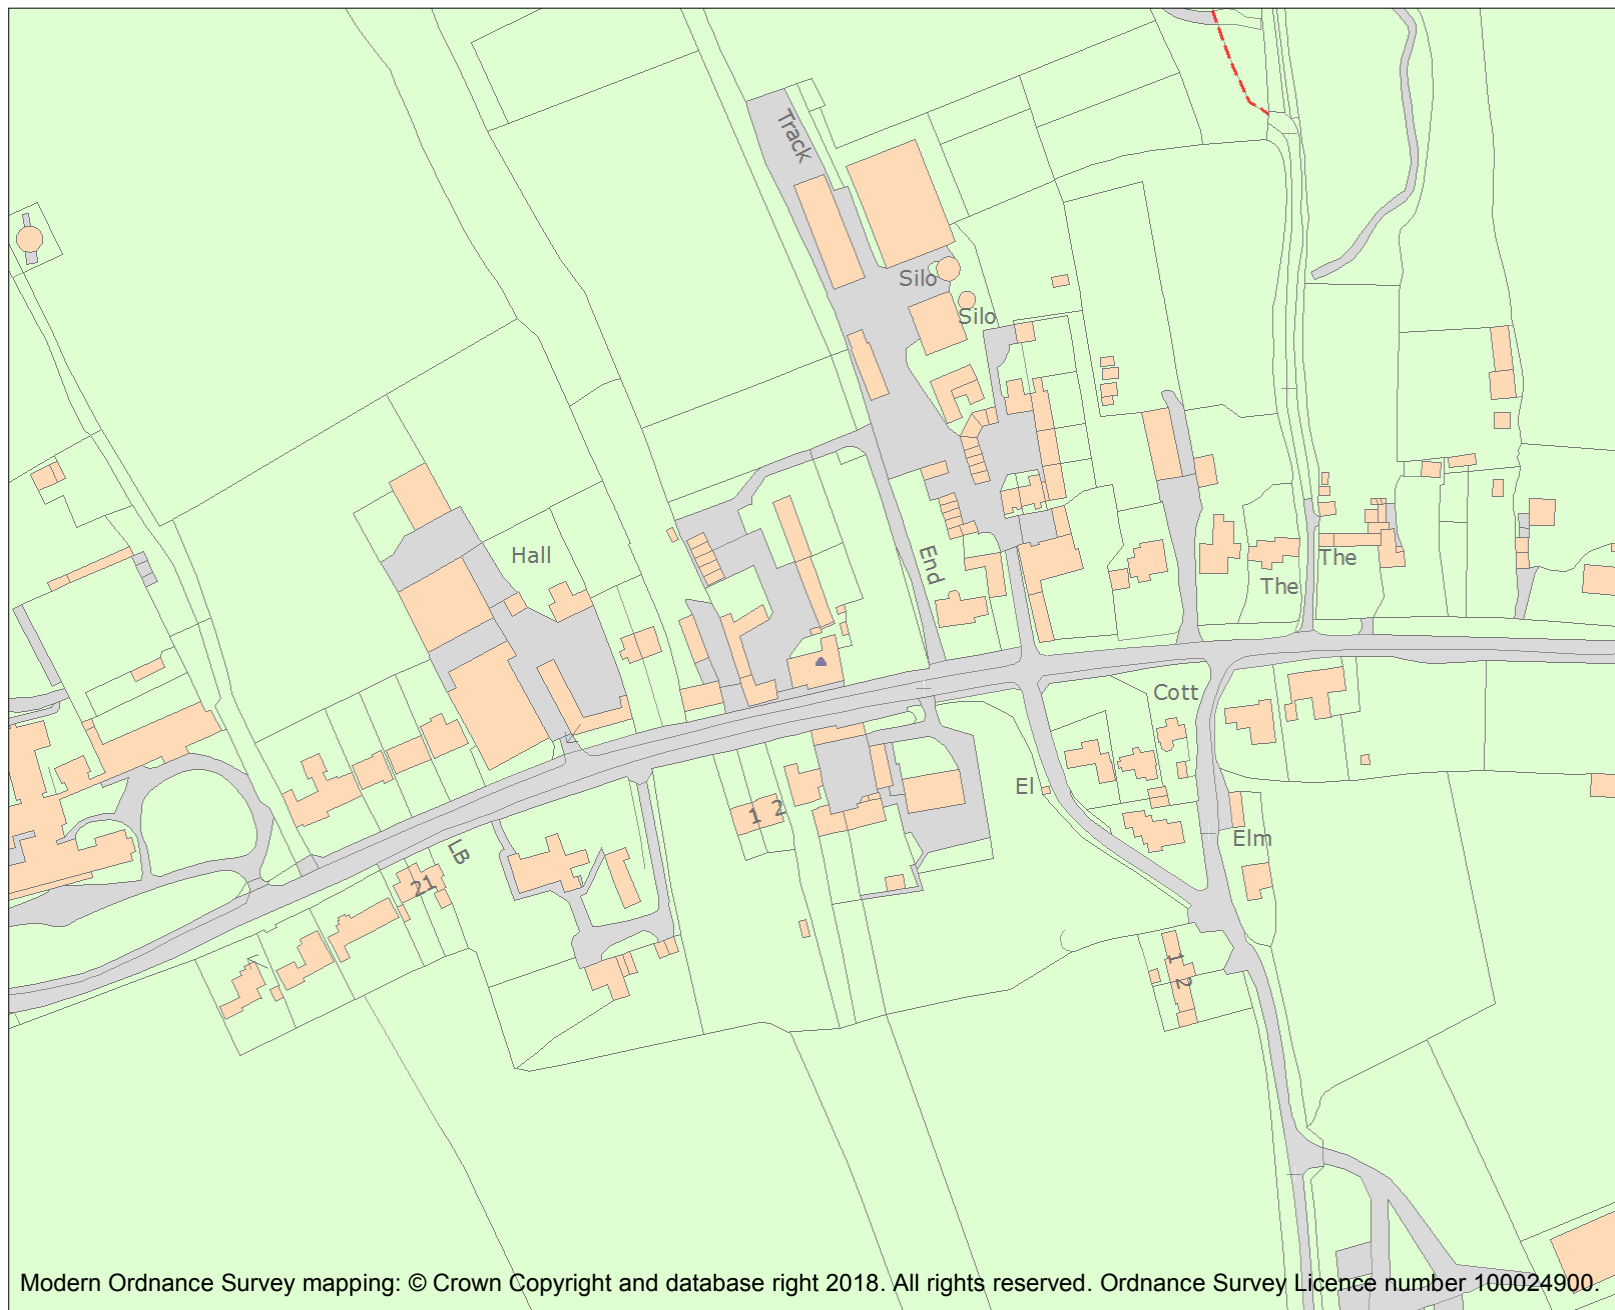 Track
Silo
Silo
Hall
End
The
The
Cott
El
1 2
Elm
LB
21
1 2
Modern Ordnance Survey mapping: © Crown Copyright and database right 2018. All rights reserved. Ordnance Survey Licence number 100024900.